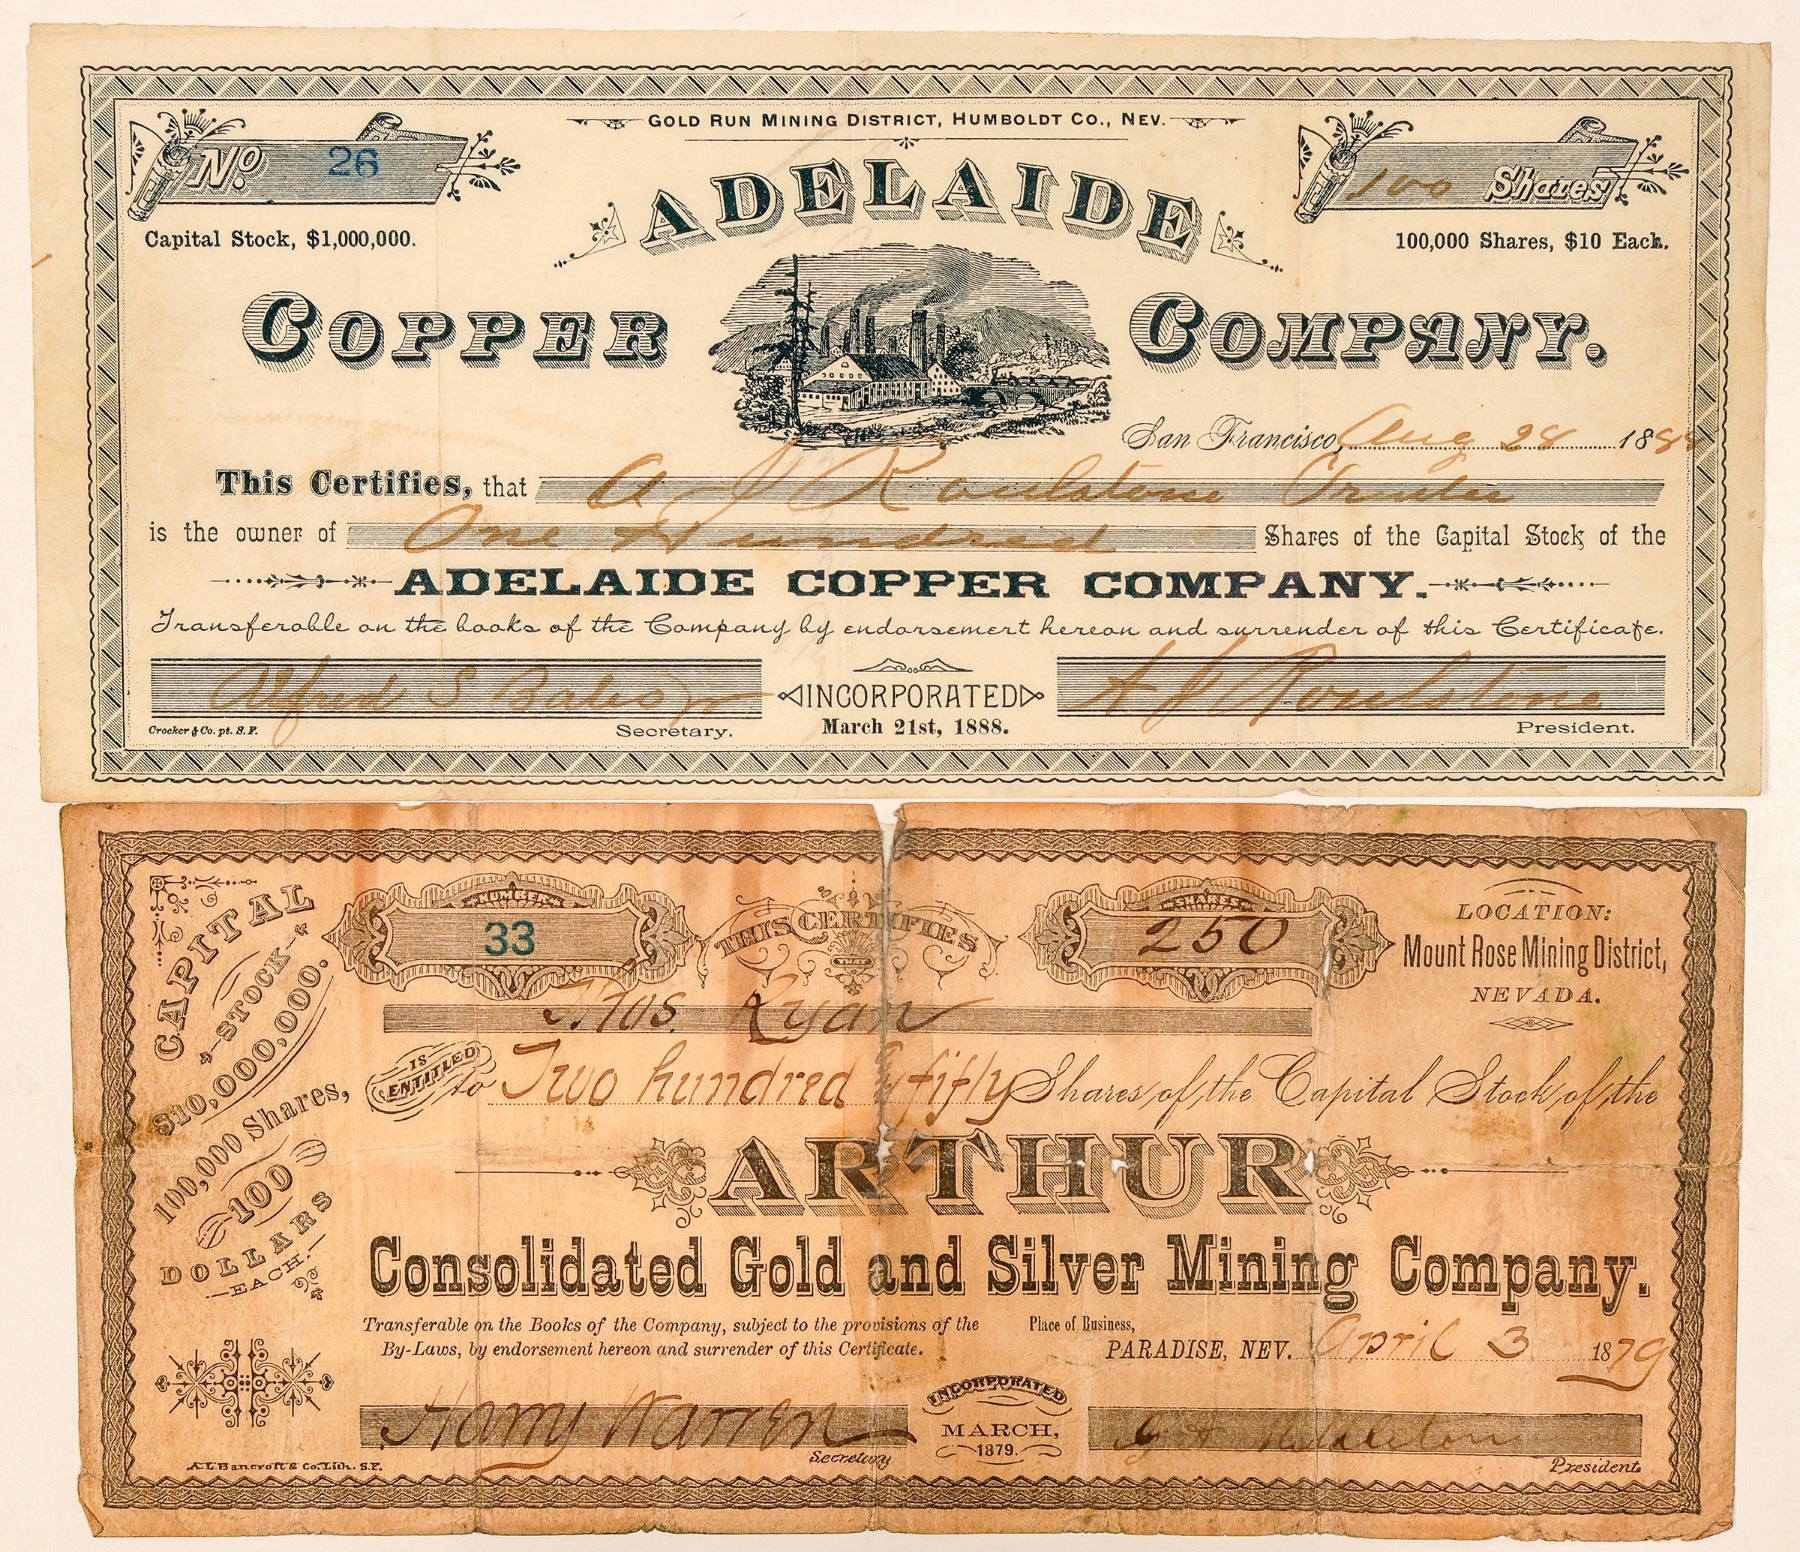 GOLD RUN MINING DISTRICT, HUMBOLDT CO., NEV.
No. 26
100 Shares
Capital Stock, $1,000,000.
100,000 Shares, $10 Each.
ADELAIDE
COPPER COMPANY.
San Francisco, Aug 28 1888
This Certifies, that A J Roulstone Trustee
is the owner of One Hundred Shares of the Capital Stock of the
ADELAIDE COPPER COMPANY.
Transferable on the books of the Company by endorsement hereon and surrender of this Certificate.
Alfred S
INCORPORATED
A J Roulstone
Crocker & Co. pt. S.F.
Secretary.
March 21st, 1888.
President.
CAPITAL
STOCK
$10,000,000.
100,000 Shares,
100
DOLLARS
EACH.
NUMBER
33
THIS CERTIFIES
THAT
SHARES
250
LOCATION:
Mount Rose Mining District,
NEVADA.
Thos. Ryan
IS
ENTITLED
to Two hundred & fifty Shares of the Capital Stock of the
ARTHUR
Consolidated Gold and Silver Mining Company.
Transferable on the Books of the Company, subject to the provisions of the
By-Laws, by endorsement hereon and surrender of this Certificate.
Place of Business,
PARADISE, NEV. April 3 1879
Harry Warren
Secretary
INCORPORATED
MARCH,
1879.
President
A.L. Bancroft & Co. Lith. S.F.